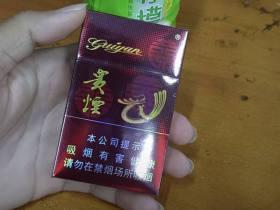 Guiyan
贵烟
本公司提示
吸烟有害健康
请勿在禁烟场所吸烟